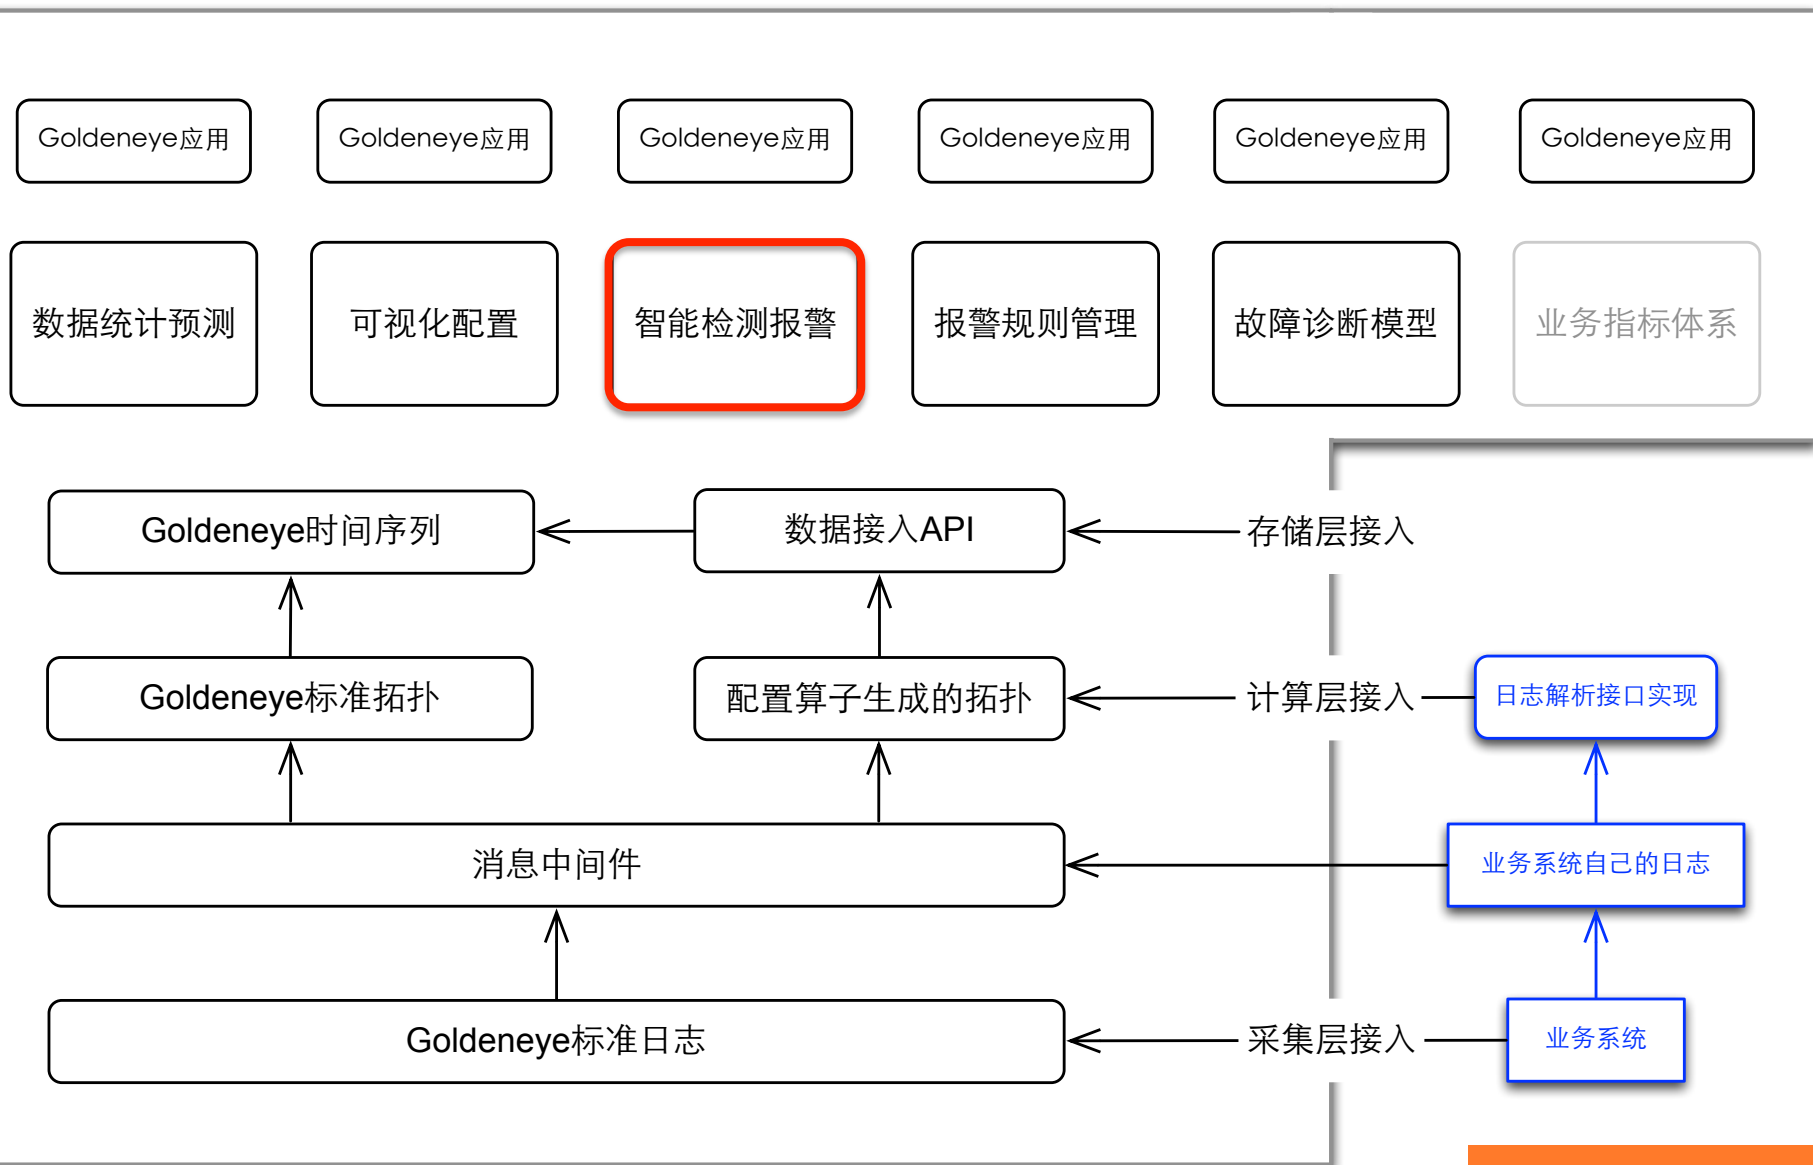 Goldeneye应用
Goldeneye应用
Goldeneye应用
Goldeneye应用
Goldeneye应用
Goldeneye应用
数据统计预测
可视化配置
智能检测报警
报警规则管理
故障诊断模型
业务指标体系
Goldeneye时间序列
数据接入API
存储层接入
Goldeneye标准拓扑
配置算子生成的拓扑
计算层接入
日志解析接口实现
消息中间件
业务系统自己的日志
Goldeneye标准日志
采集层接入
业务系统